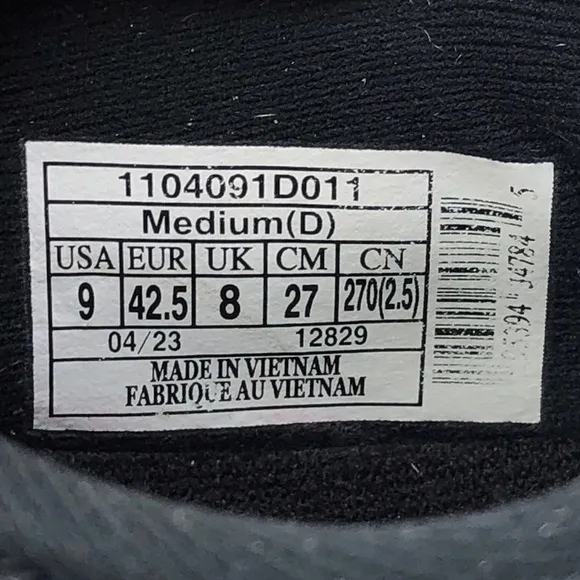 1104091D011
Medium(D)
USA EUR UK CM CN
9 42.5 8 27 270(2.5)
04/23 12829
MADE IN VIETNAM
FABRIQUE AU VIETNAM